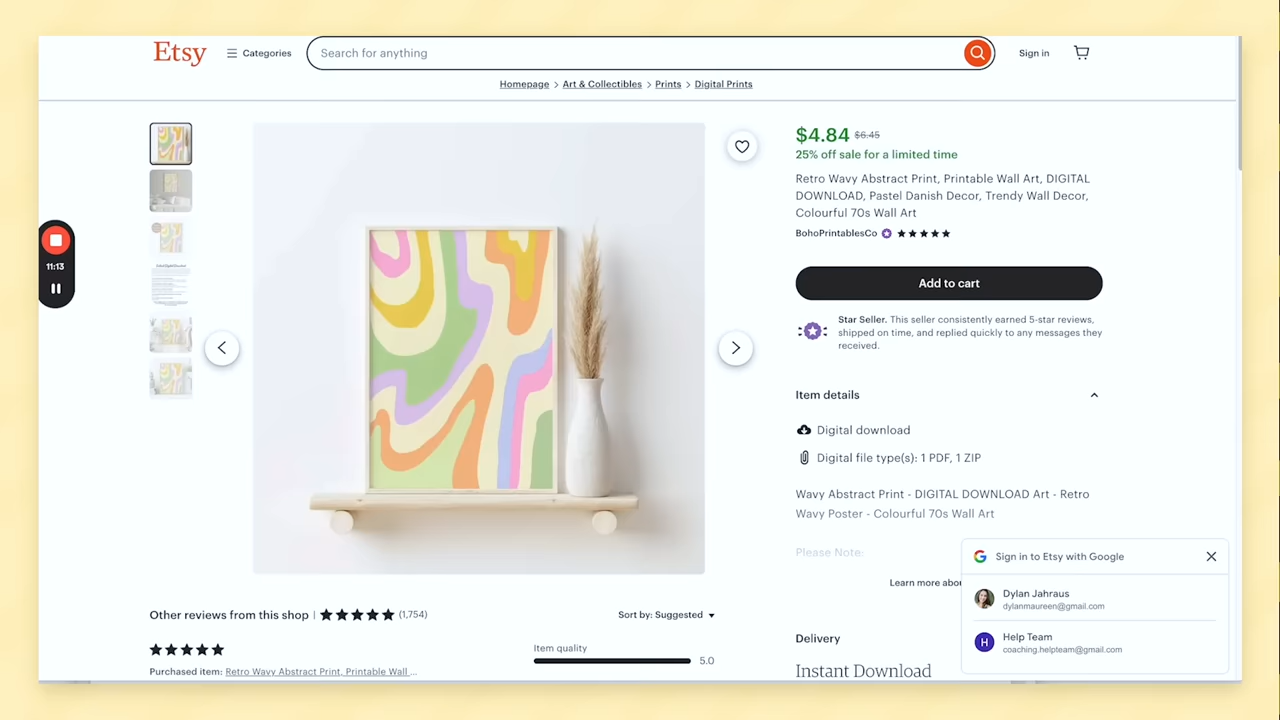 Etsy
Categories
Search for anything
Sign in
Homepage > Art & Collectibles > Prints > Digital Prints
$4.84 $6.45
25% off sale for a limited time
Retro Wavy Abstract Print, Printable Wall Art, DIGITAL
DOWNLOAD, Pastel Danish Decor, Trendy Wall Decor,
Colourful 70s Wall Art
BohoPrintablesCo
11:13
Add to cart
Star Seller. This seller consistently earned 5-star reviews,
shipped on time, and replied quickly to any messages they
received.
Item details
Digital download
Digital file type(s): 1 PDF, 1 ZIP
Wavy Abstract Print - DIGITAL DOWNLOAD Art - Retro
Wavy Poster - Colourful 70s Wall Art
Please Note:
Learn more abou
Sign in to Etsy with Google
Dylan Jahraus
dylanmaureen@gmail.com
H
Help Team
coaching.helpteam@gmail.com
Other reviews from this shop | (1,754)
Sort by: Suggested
Item quality
5.0
Purchased item: Retro Wavy Abstract Print, Printable Wall ...
Delivery
Instant Download